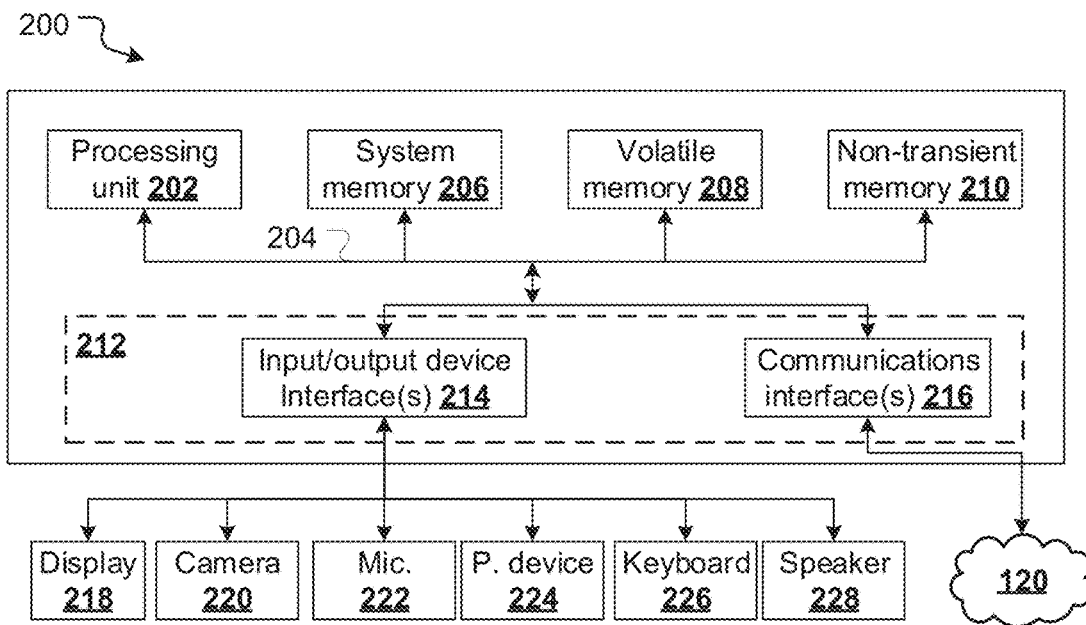 200
Processing
unit 202
System
memory 206
Volatile
memory 208
Non-transient
memory 210
204
212
Input/output device
Interface(s) 214
Communications
interface(s) 216
Display
218
Camera
220
Mic.
222
P. device
224
Keyboard
226
Speaker
228
120